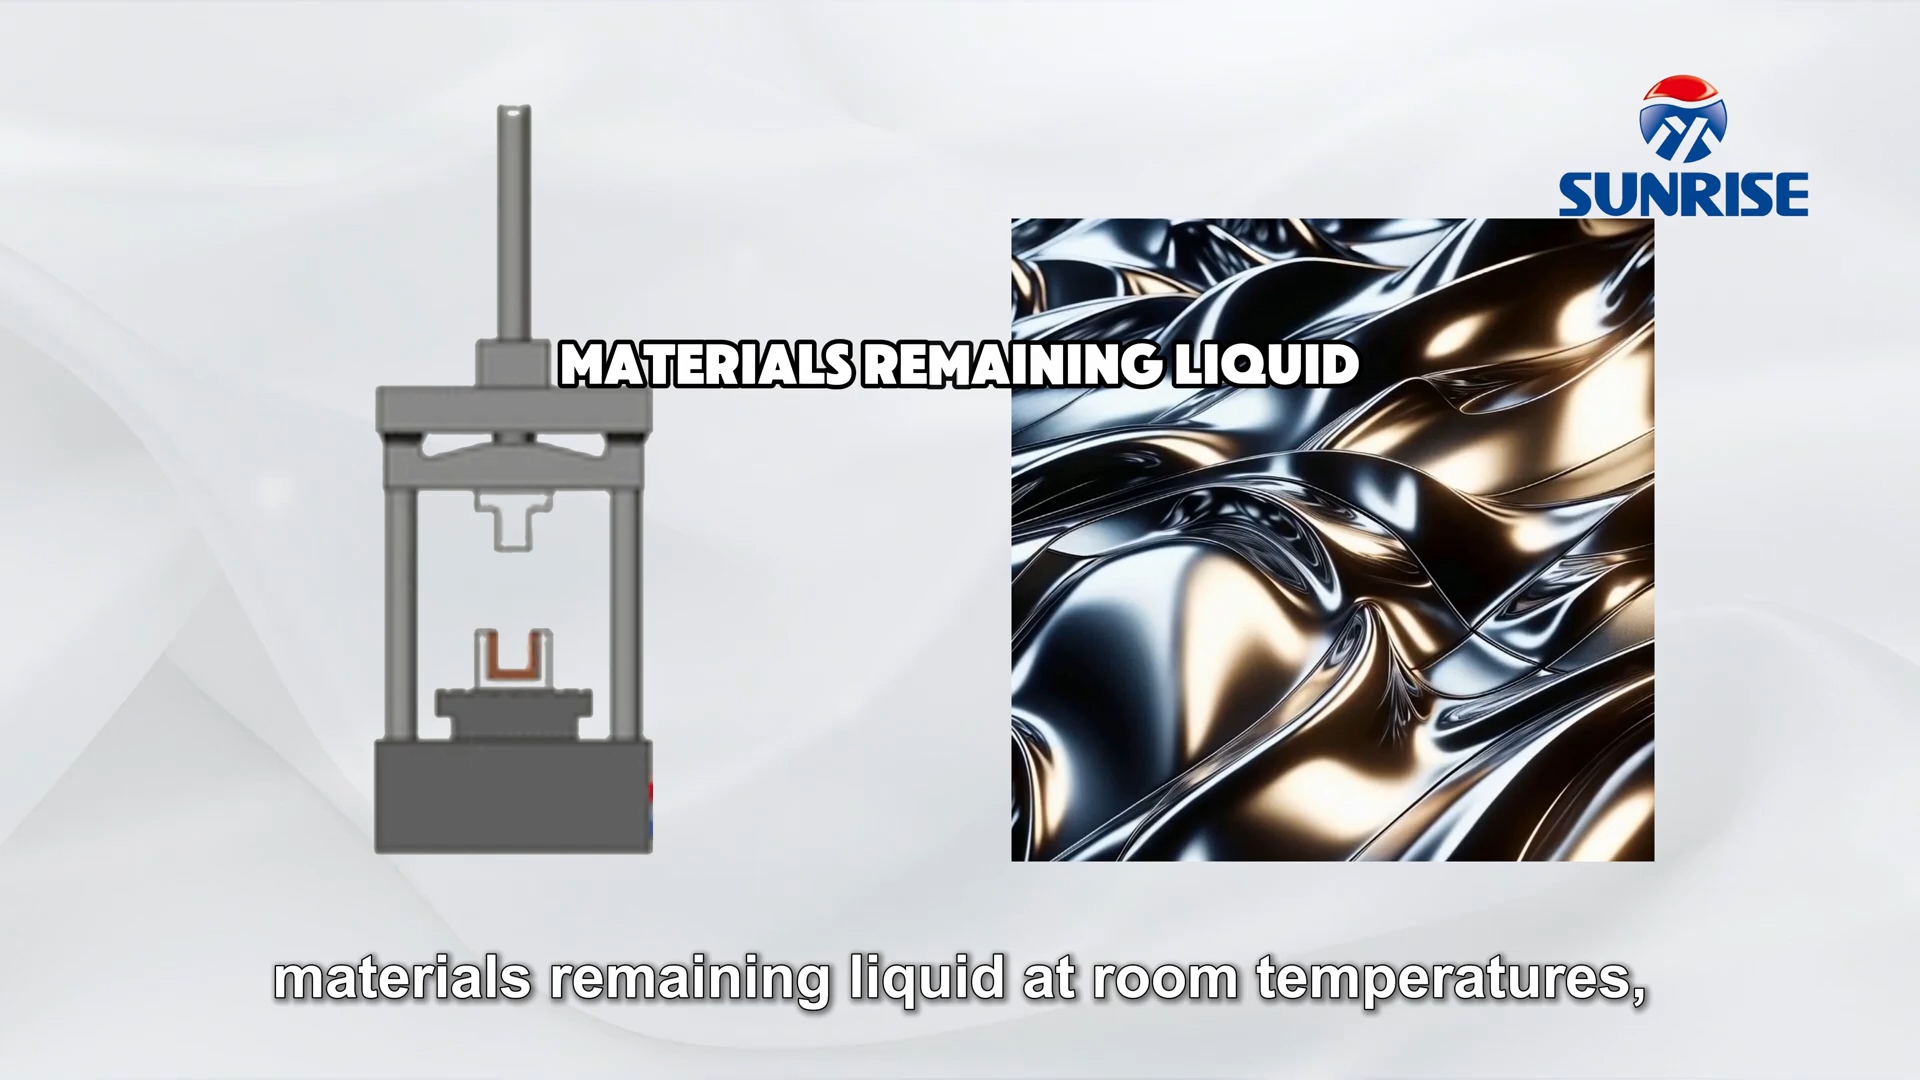 SUNRISE
MATERIALS REMAINING LIQUID
materials remaining liquid at room temperatures,